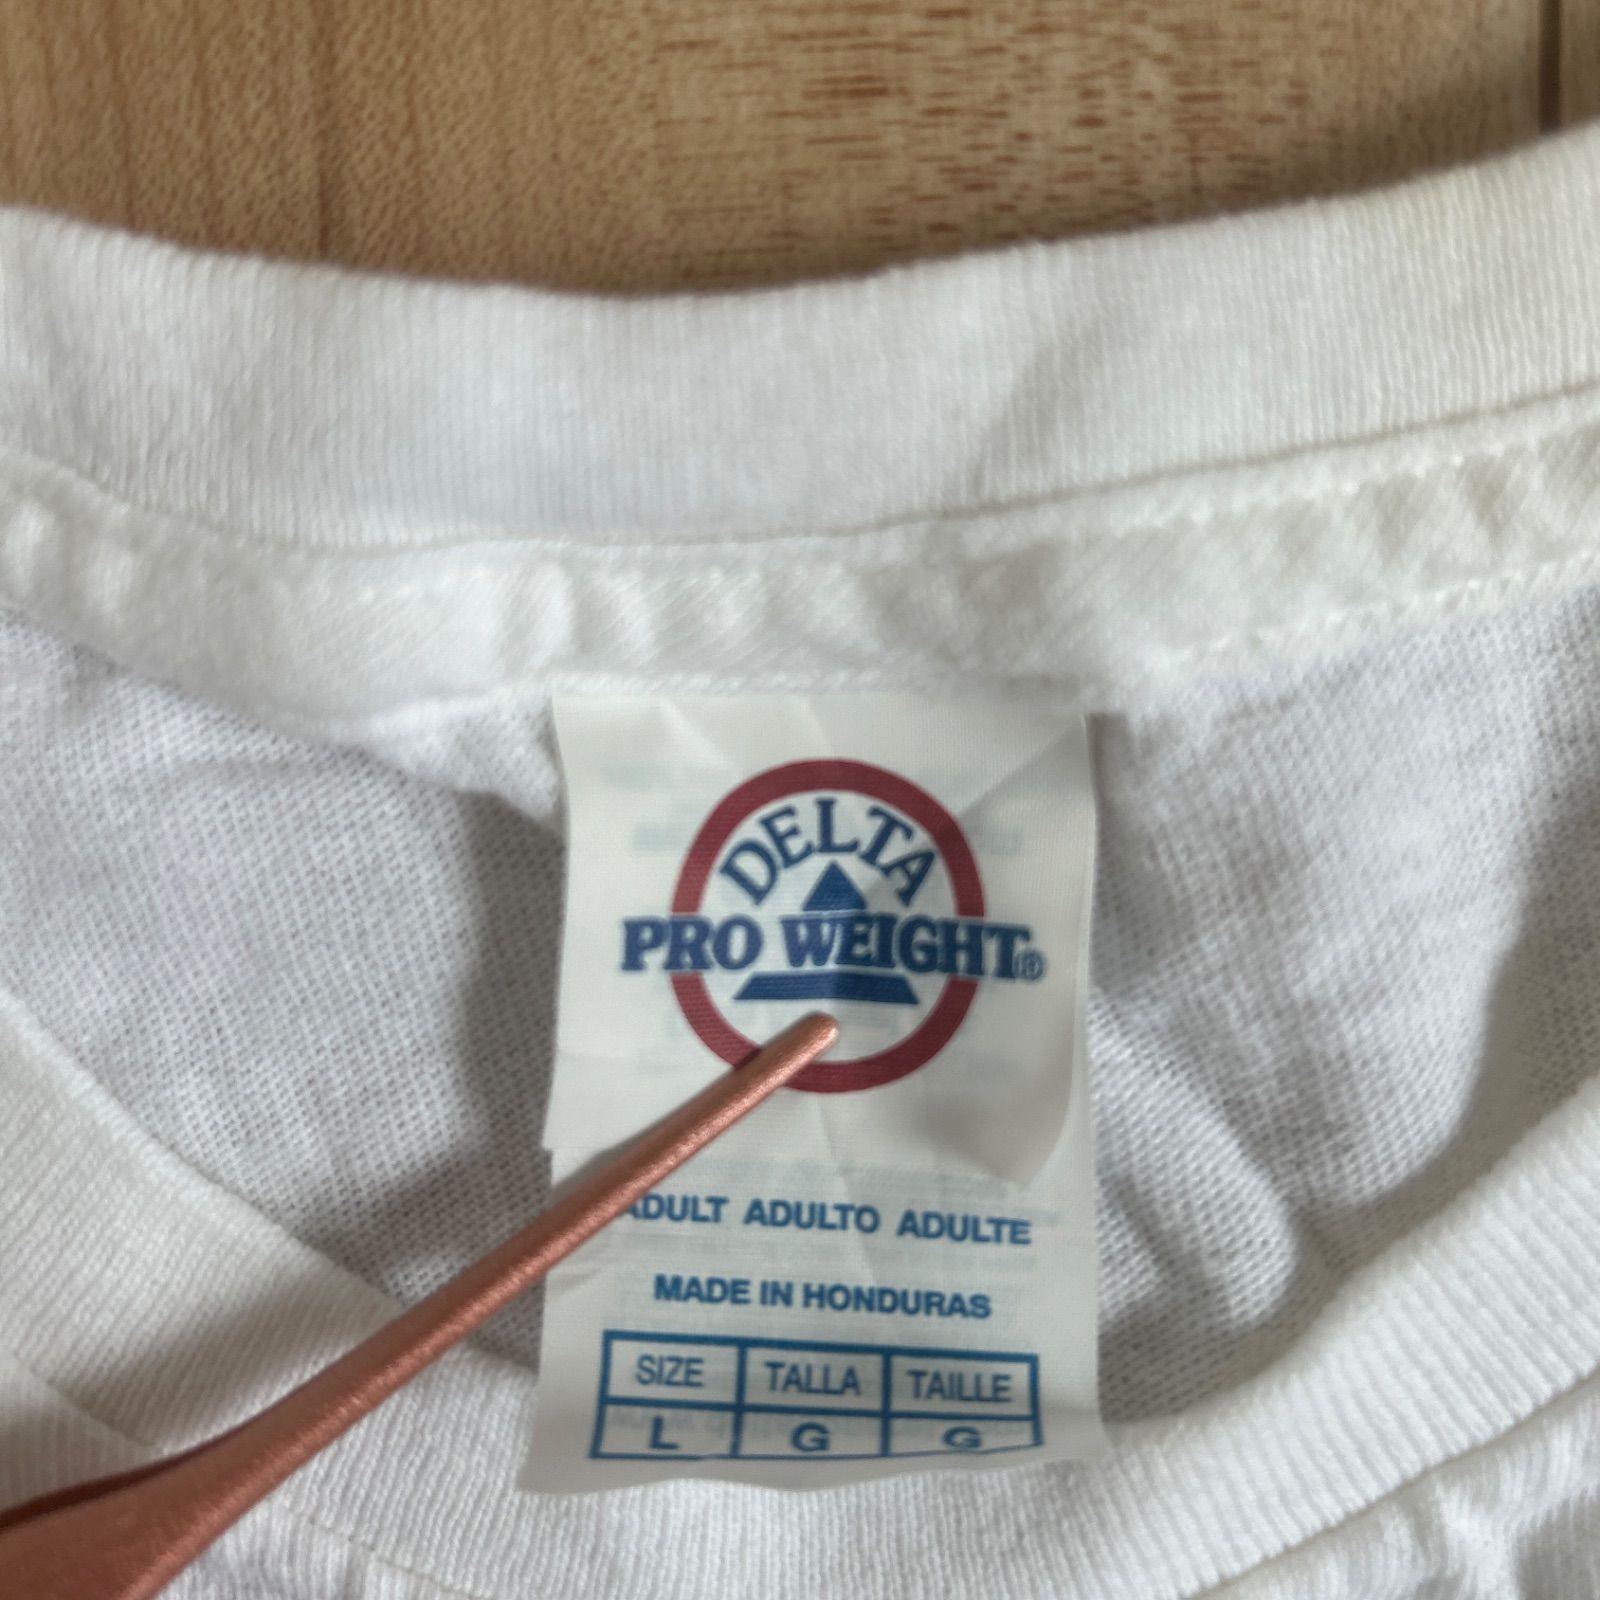 DELTA
PRO WEIGHT®
ADULT ADULTO ADULTE
MADE IN HONDURAS
SIZE TALLA TAILLE
L G G